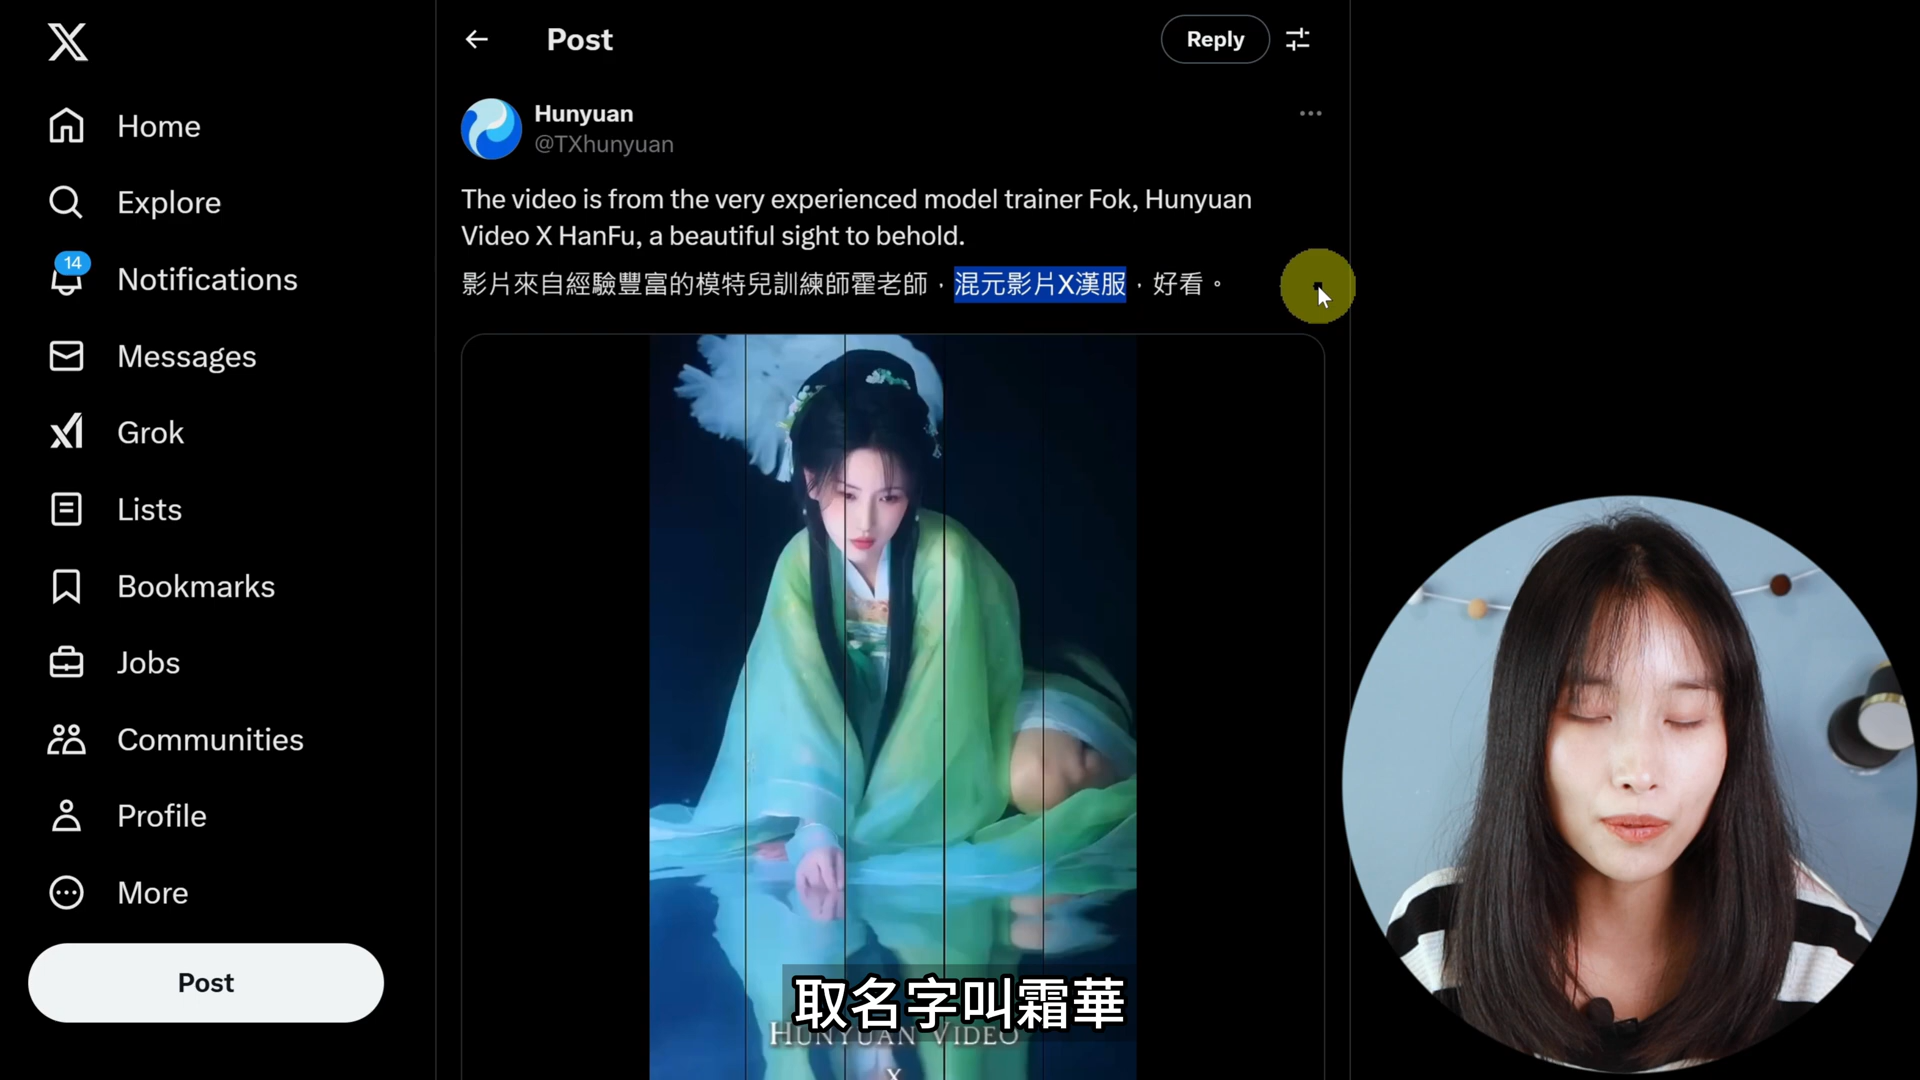 Home
Explore
14
Notifications
Messages
Grok
Lists
Bookmarks
Jobs
Communities
Profile
More
Post
Post
Reply
Hunyuan
@TXhunyuan
The video is from the very experienced model trainer Fok, Hunyuan
Video X HanFu, a beautiful sight to behold.
影片來自經驗豐富的模特兒訓練師霍老師，混元影片X漢服，好看。
取名字叫霜華
HUNYUAN VIDEO
X